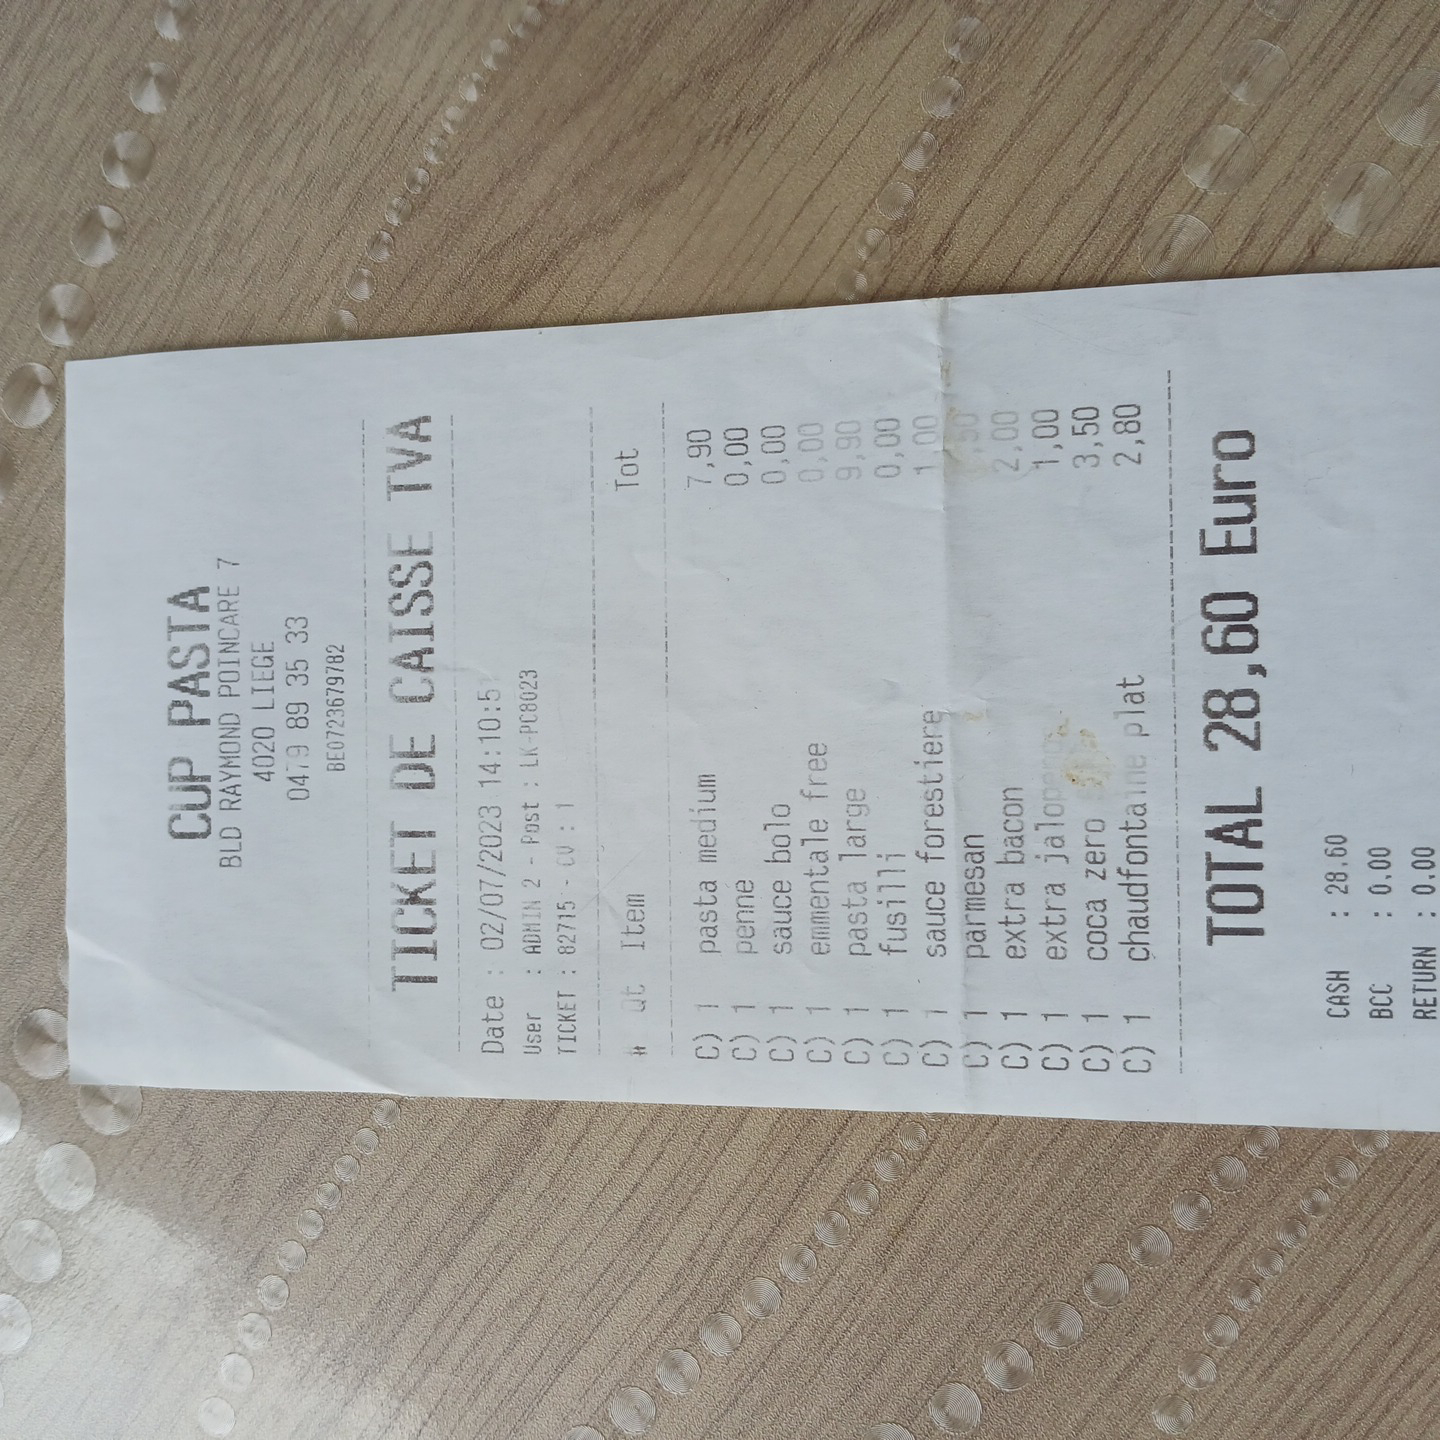 CUP PASTA
BLD RAYMOND POINCARE 7
4020 LIEGE
0479 89 35 33
BE0723679782
TICKET DE CAISSE TVA
Date : 02/07/2023 14:10:5
User : ADMIN 2 - Post : LK-PC8023
TICKET : 82715 - CV : 1
# Qt Item Tot
C) 1 pasta medium 7,90
C) 1 penne 0,00
C) 1 sauce bolo 0,00
C) 1 emmentale free 0,00
C) 1 pasta large 9,90
C) 1 fusilli 0,00
C) 1 sauce forestiere 1,00
C) 1 parmesan
C) 1 extra bacon 2,00
C) 1 extra 1,00
C) 1 coca zero 3,50
C) 1 chaudfontaine plat 2,80
TOTAL 28,60 Euro
CASH : 28.60
BCC : 0.00
RETURN : 0.00